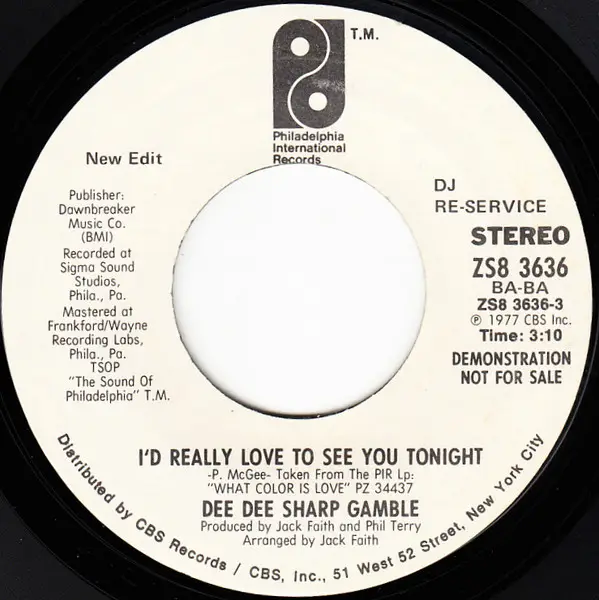 T.M.
Philadelphia
International
Records
New Edit
Publisher:
Dawnbreaker
Music Co.
(BMI)
Recorded at
Sigma Sound
Studios,
Phila., Pa.
Mastered at
Frankford/Wayne
Recording Labs,
Phila., Pa.
TSOP
"The Sound Of
Philadelphia" T.M.
DJ
RE-SERVICE
STEREO
ZS8 3636
BA-BA
ZS8 3636-3
℗ 1977 CBS Inc.
Time: 3:10
DEMONSTRATION
NOT FOR SALE
I'D REALLY LOVE TO SEE YOU TONIGHT
-P. McGee- Taken From The PIR Lp:
"WHAT COLOR IS LOVE" PZ 34437
DEE DEE SHARP GAMBLE
Produced by Jack Faith and Phil Terry
Arranged by Jack Faith
Distributed by CBS Records / CBS, Inc., 51 West 52 Street, New York City